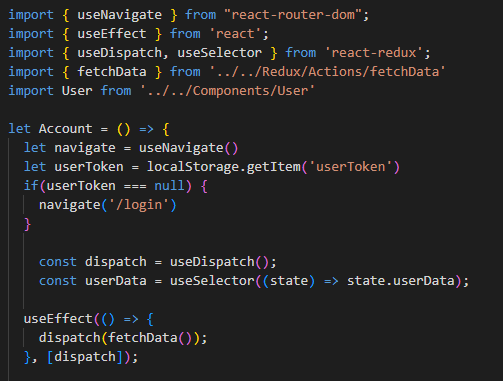 import { useNavigate } from "react-router-dom";
import { useEffect } from 'react';
import { useDispatch, useSelector } from 'react-redux';
import { fetchData } from '../../Redux/Actions/fetchData'
import User from '../../Components/User'
let Account = () => {
let navigate = useNavigate()
let userToken = localStorage.getItem('userToken')
if(userToken === null) {
navigate('/login')
}
const dispatch = useDispatch();
const userData = useSelector((state) => state.userData);
useEffect(() => {
dispatch(fetchData());
}, [dispatch]);